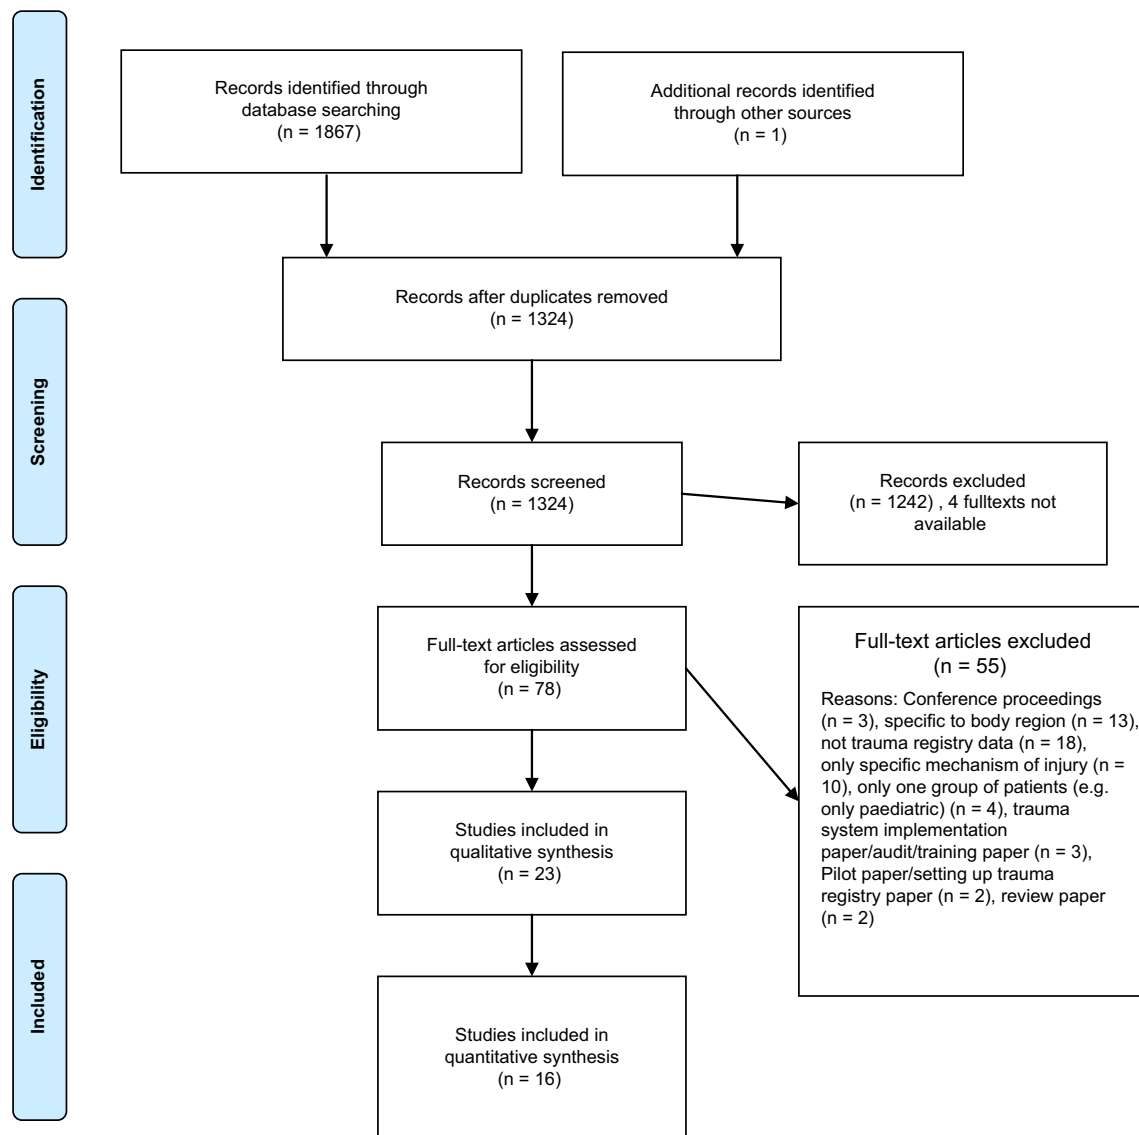 Identification
Records identified through
database searching
(n = 1867)
Additional records identified
through other sources
(n = 1)
Records after duplicates removed
(n = 1324)
Screening
Records screened
(n = 1324)
Records excluded
(n = 1242) , 4 fulltexts not
available
Eligibility
Full-text articles assessed
for eligibility
(n = 78)
Full-text articles excluded
(n = 55)
Reasons: Conference proceedings
(n = 3), specific to body region (n = 13),
not trauma registry data (n = 18),
only specific mechanism of injury (n =
10), only one group of patients (e.g.
only paediatric) (n = 4), trauma
system implementation
paper/audit/training paper (n = 3),
Pilot paper/setting up trauma
registry paper (n = 2), review paper
(n = 2)
Studies included in
qualitative synthesis
(n = 23)
Included
Studies included in
quantitative synthesis
(n = 16)